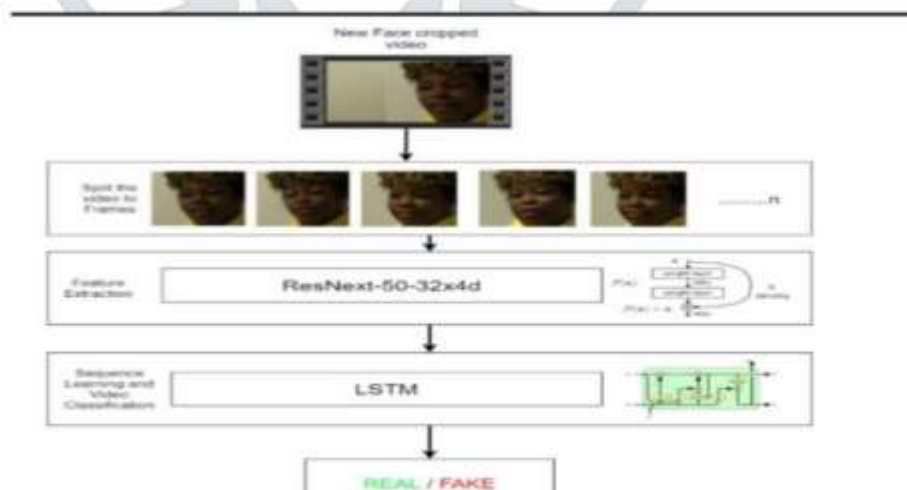 New Face cropped
video
Split the
video to
Frames
..........n
Feature
Extraction
ResNext-50-32x4d
F(x)
x
F(x) + x
x
identity
Sequence
Learning and
Video
Classification
LSTM
REAL / FAKE